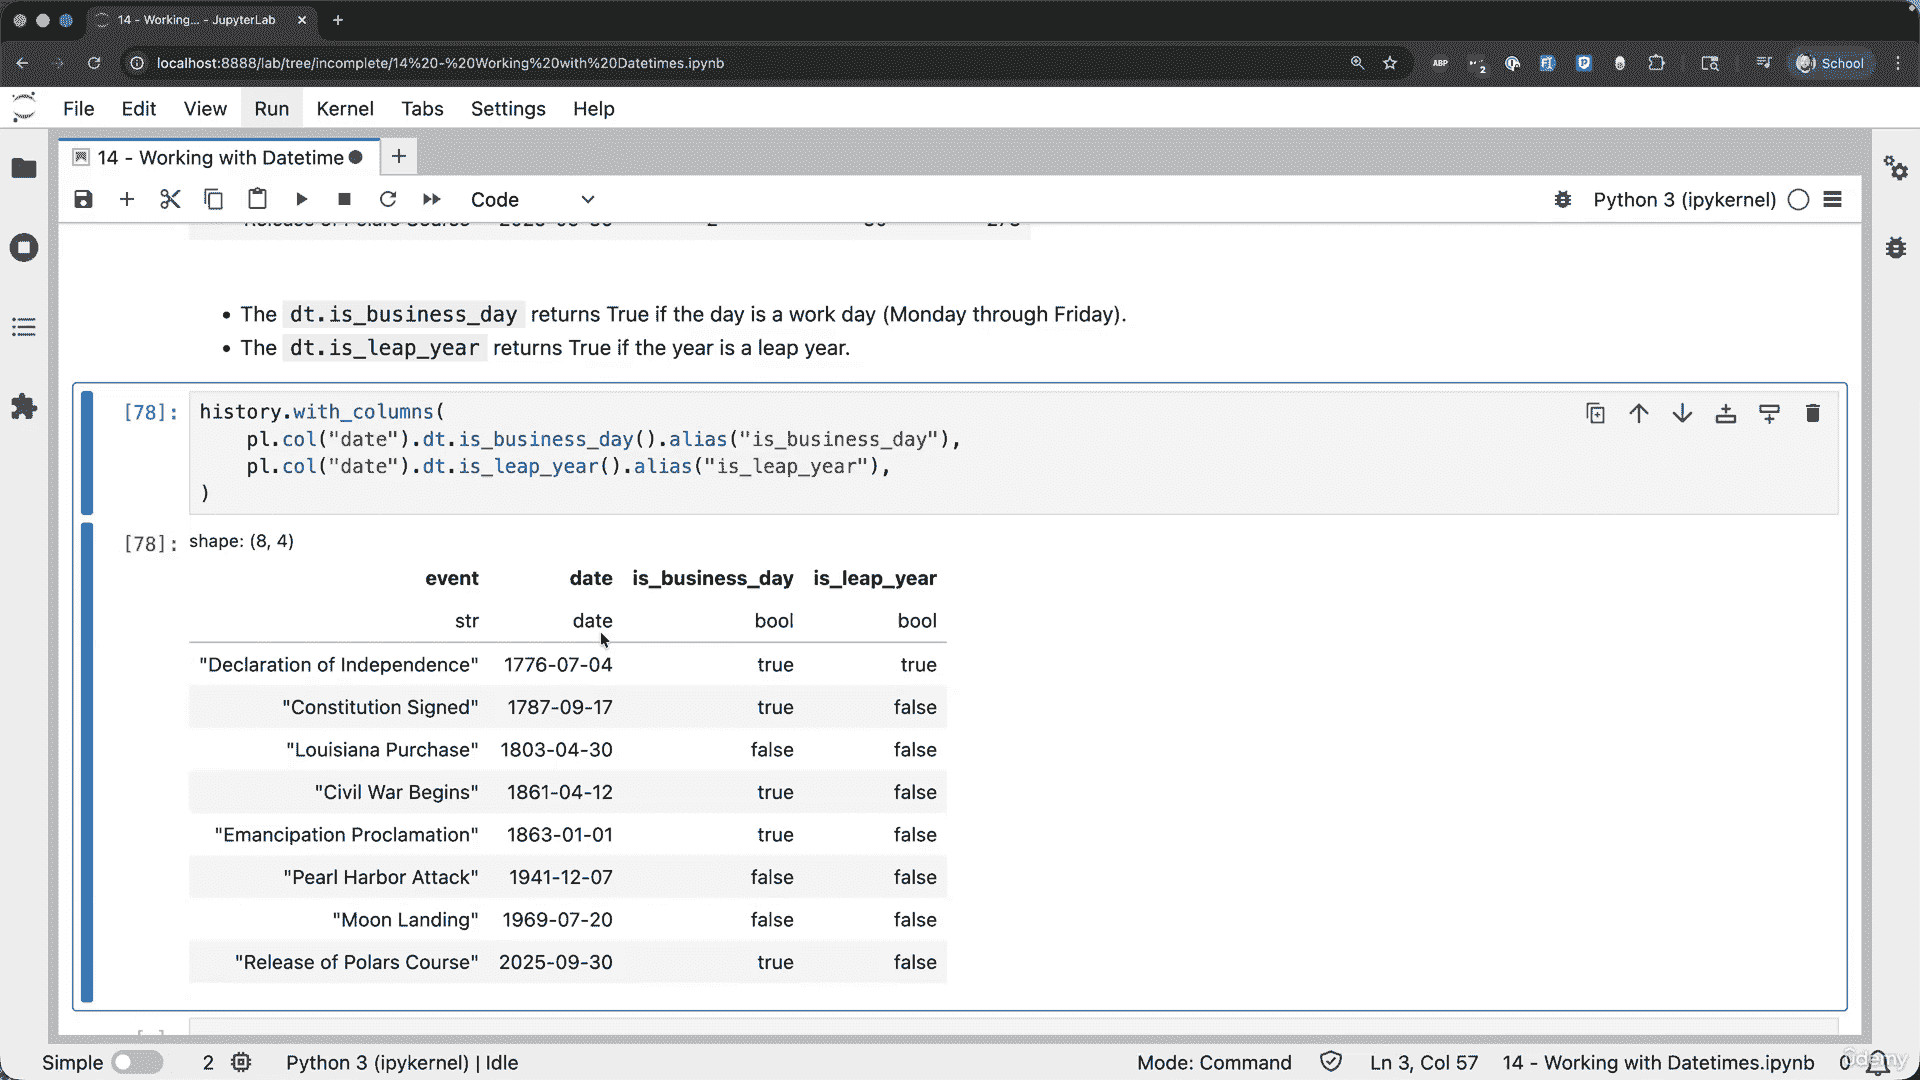 14 - Working... - JupyterLab
localhost:8888/lab/tree/incomplete/14%20-%20Working%20with%20Datetimes.ipynb
ABP
2
School
File Edit View Run Kernel Tabs Settings Help
14 - Working with Datetime
Code
Python 3 (ipykernel)
The dt.is_business_day returns True if the day is a work day (Monday through Friday).
The dt.is_leap_year returns True if the year is a leap year.
[78]: history.with_columns(
pl.col("date").dt.is_business_day().alias("is_business_day"),
pl.col("date").dt.is_leap_year().alias("is_leap_year"),
)
[78]: shape: (8, 4)
event date is_business_day is_leap_year
str date bool bool
"Declaration of Independence" 1776-07-04 true true
"Constitution Signed" 1787-09-17 true false
"Louisiana Purchase" 1803-04-30 false false
"Civil War Begins" 1861-04-12 true false
"Emancipation Proclamation" 1863-01-01 true false
"Pearl Harbor Attack" 1941-12-07 false false
"Moon Landing" 1969-07-20 false false
"Release of Polars Course" 2025-09-30 true false
Simple 2 Python 3 (ipykernel) | Idle Mode: Command Ln 3, Col 57 14 - Working with Datetimes.ipynb 0
Udemy